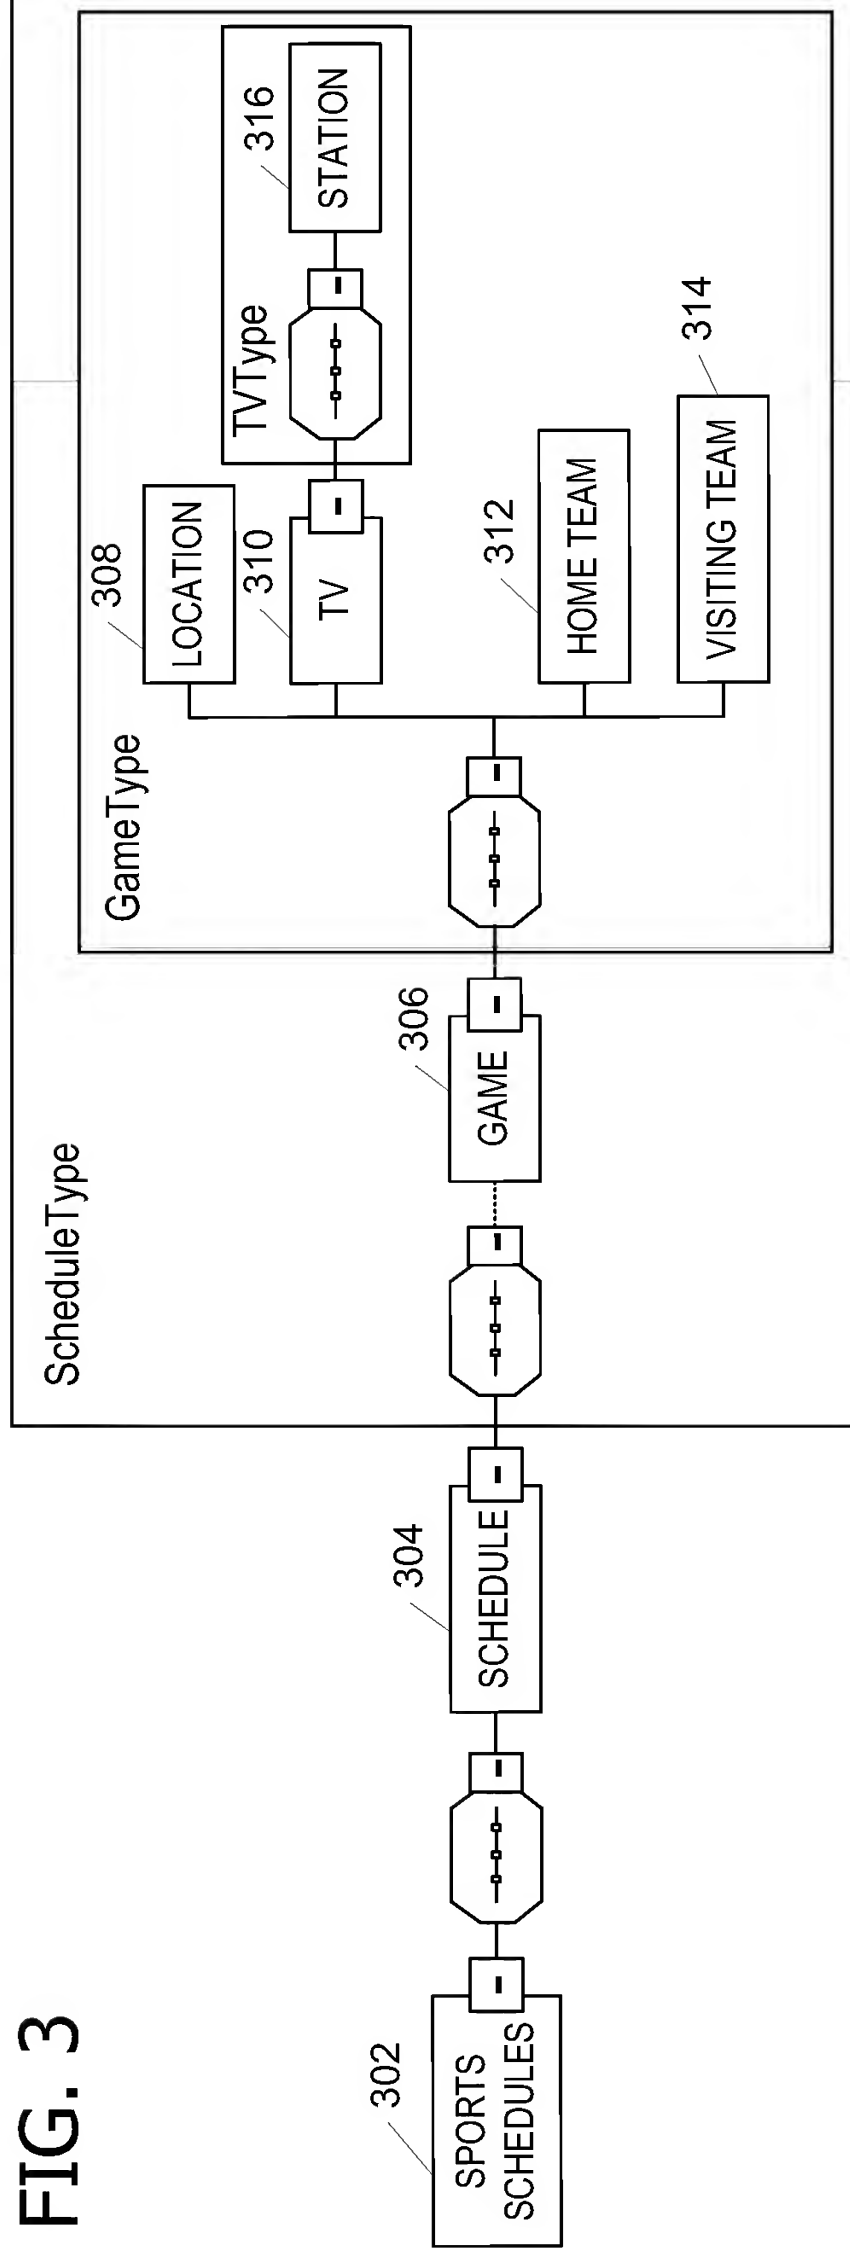 FIG. 3
302
SPORTS
SCHEDULES
304
SCHEDULE
ScheduleType
306
GAME
GameType
308
LOCATION
310
TV
TVType
316
STATION
312
HOME TEAM
314
VISITING TEAM